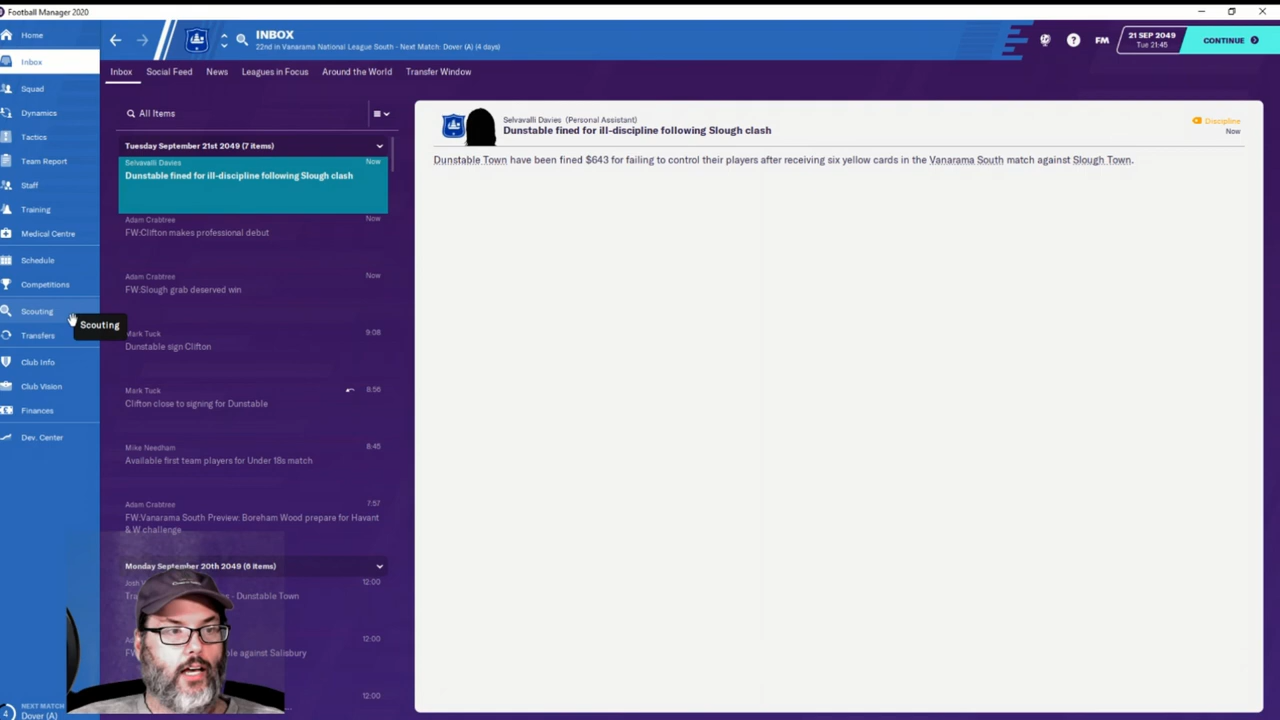 Football Manager 2020
Home
Inbox
Squad
Dynamics
Tactics
Team Report
Staff
Training
Medical Centre
Schedule
Competitions
Scouting
Transfers
Club Info
Club Vision
Finances
Dev. Center
4
NEXT MATCH
Dover (A)
Scouting
INBOX
22nd in Vanarama National League South - Next Match: Dover (A) (4 days)
?
FM
21 SEP 2049
Tue 21:45
CONTINUE
Inbox Social Feed News Leagues in Focus Around the World Transfer Window
All Items
Tuesday September 21st 2049 (7 items)
Selvavalli Davies Now
Dunstable fined for ill-discipline following Slough clash
Adam Crabtree Now
FW:Clifton makes professional debut
Adam Crabtree Now
FW:Slough grab deserved win
Mark Tuck 9:08
Dunstable sign Clifton
Mark Tuck 8:56
Clifton close to signing for Dunstable
Mike Needham 8:45
Available first team players for Under 18s match
Adam Crabtree 7:57
FW:Vanarama South Preview: Boreham Wood prepare for Havant
& W challenge
Monday September 20th 2049 (6 items)
Josh 12:00
Tra - Dunstable Town
12:00
FW ble against Salisbury
12:00
Selvavalli Davies (Personal Assistant)
Dunstable fined for ill-discipline following Slough clash
Discipline
Now
Dunstable Town have been fined $643 for failing to control their players after receiving six yellow cards in the Vanarama South match against Slough Town.